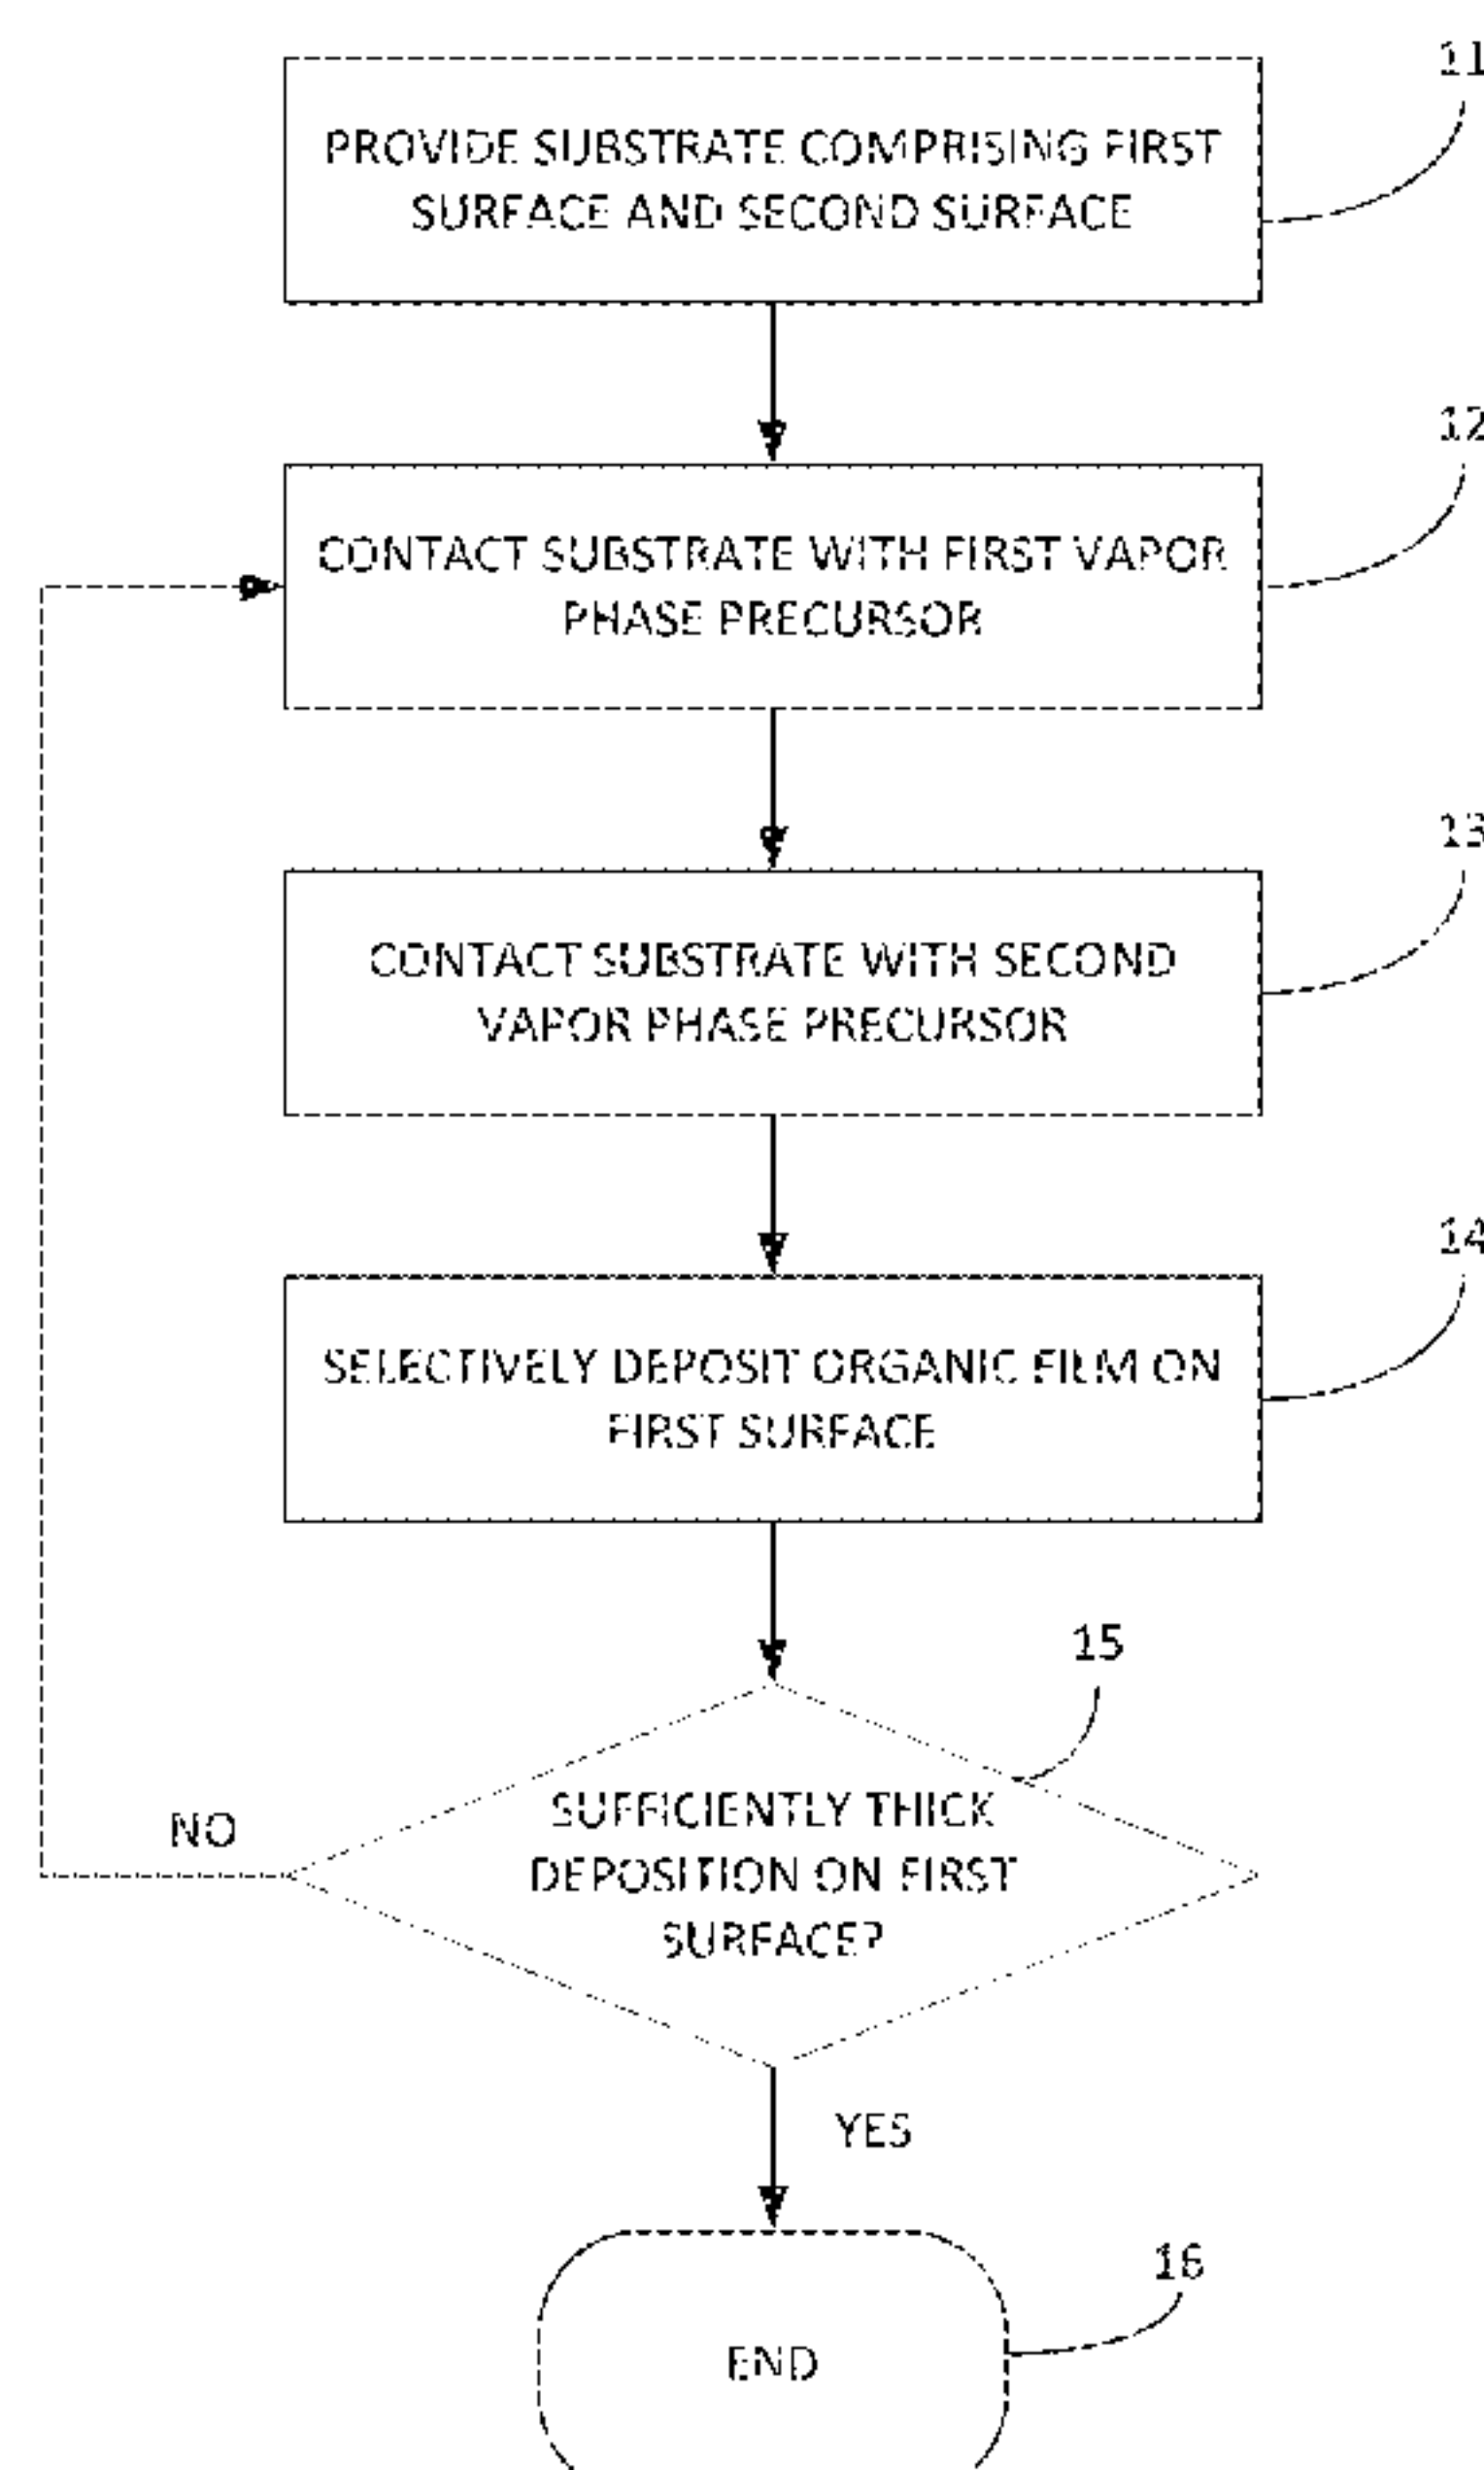 11
PROVIDE SUBSTRATE COMPRISING FIRST
SURFACE AND SECOND SURFACE
12
CONTACT SUBSTRATE WITH FIRST VAPOR
PHASE PRECURSOR
13
CONTACT SUBSTRATE WITH SECOND
VAPOR PHASE PRECURSOR
14
SELECTIVELY DEPOSIT ORGANIC FILM ON
FIRST SURFACE
15
SUFFICIENTLY THICK
DEPOSITION ON FIRST
SURFACE?
NO
YES
16
END